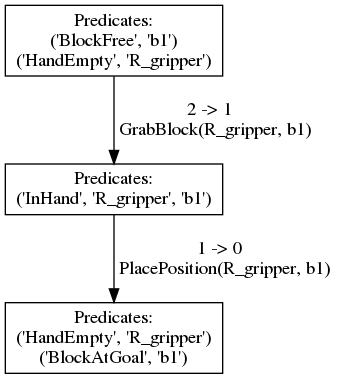 Predicates:
('BlockFree', 'b1')
('HandEmpty', 'R_gripper')
2 -> 1
GrabBlock(R_gripper, b1)
Predicates:
('InHand', 'R_gripper', 'b1')
1 -> 0
PlacePosition(R_gripper, b1)
Predicates:
('HandEmpty', 'R_gripper')
('BlockAtGoal', 'b1')